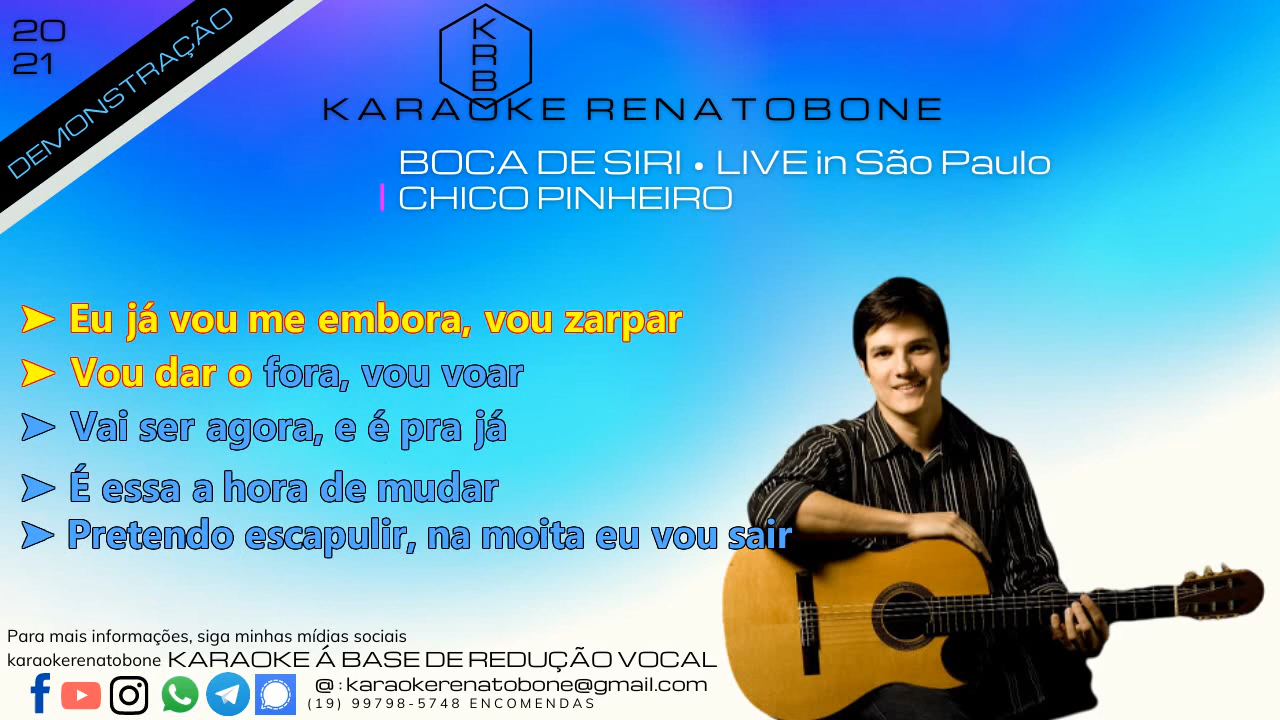 20
21
DEMONSTRAÇÃO
K
R
B
KARAOKE RENATOBONE
BOCA DE SIRI • LIVE in São Paulo
CHICO PINHEIRO
➤ Eu já vou me embora, vou zarpar
➤ Vou dar o fora, vou voar
➤ Vai ser agora, e é pra já
➤ É essa a hora de mudar
➤ Pretendo escapulir, na moita eu vou sair
Para mais informações, siga minhas mídias sociais
karaokerenatobone KARAOKE Á BASE DE REDUÇÃO VOCAL
@:karaokerenatobone@gmail.com
(19) 99798-5748 ENCOMENDAS